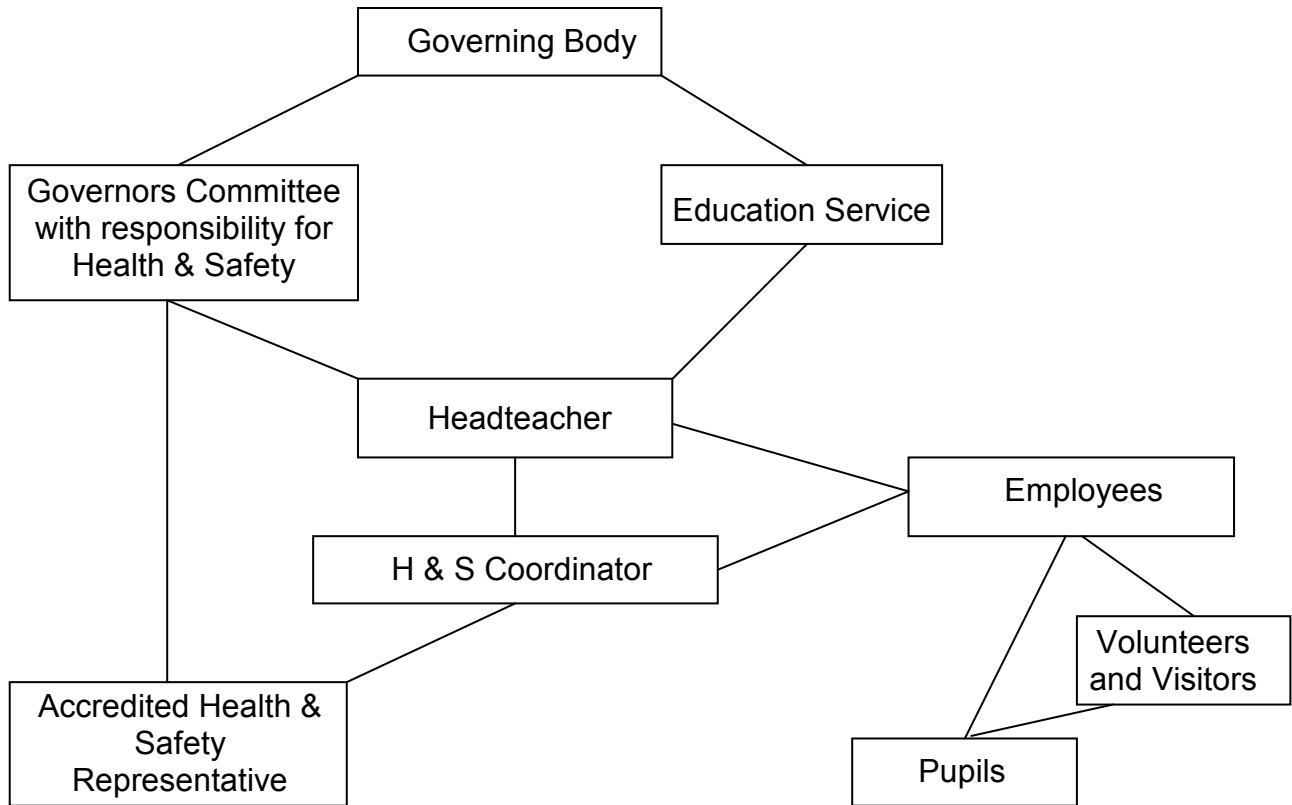 Governing Body
Governors Committee
with responsibility for
Health & Safety
Education Service
Headteacher
Employees
H & S Coordinator
Volunteers
and Visitors
Accredited Health &
Safety
Representative
Pupils